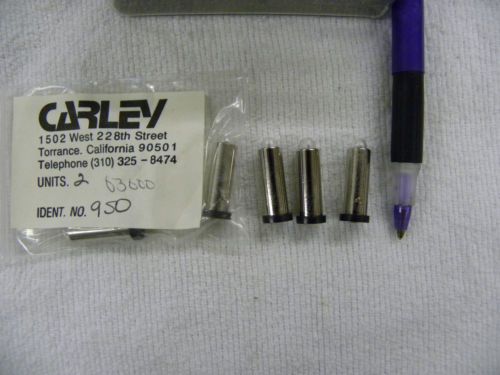 CARLEY
1502 West 228th Street
Torrance, California 90501
Telephone (310) 325-8474
UNITS. 2 03000
IDENT. NO. 950